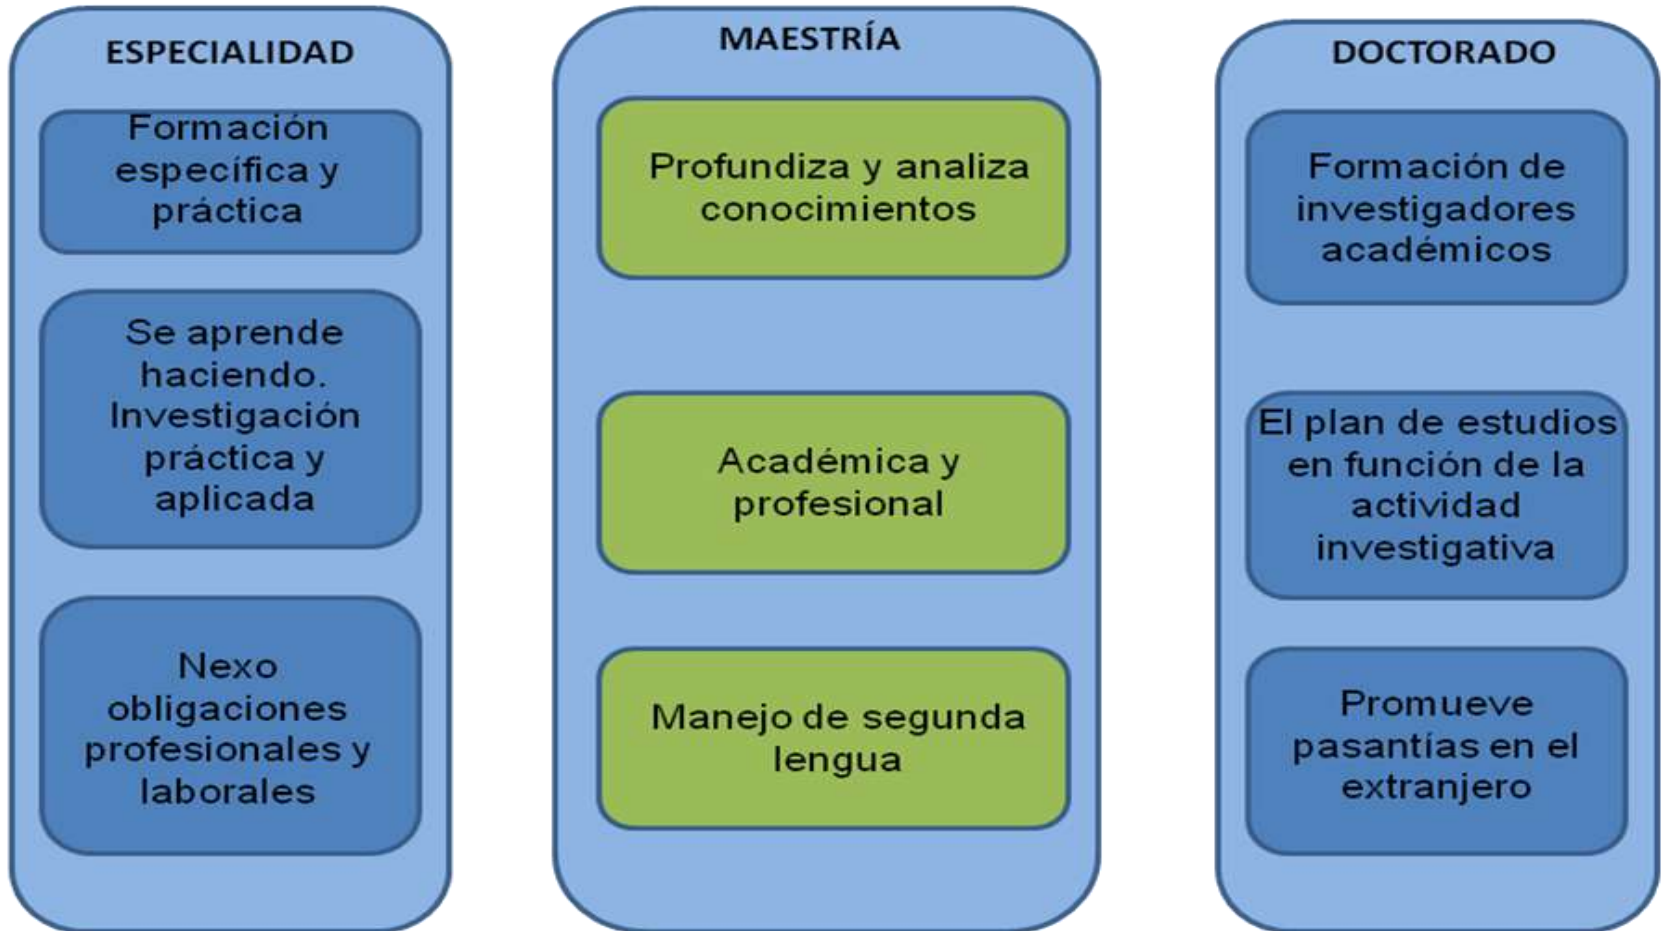 ESPECIALIDAD
Formación
específica y
práctica
Se aprende
haciendo.
Investigación
práctica y
aplicada
Nexo
obligaciones
profesionales y
laborales
MAESTRÍA
Profundiza y analiza
conocimientos
Académica y
profesional
Manejo de segunda
lengua
DOCTORADO
Formación de
investigadores
académicos
El plan de estudios
en función de la
actividad
investigativa
Promueve
pasantías en el
extranjero